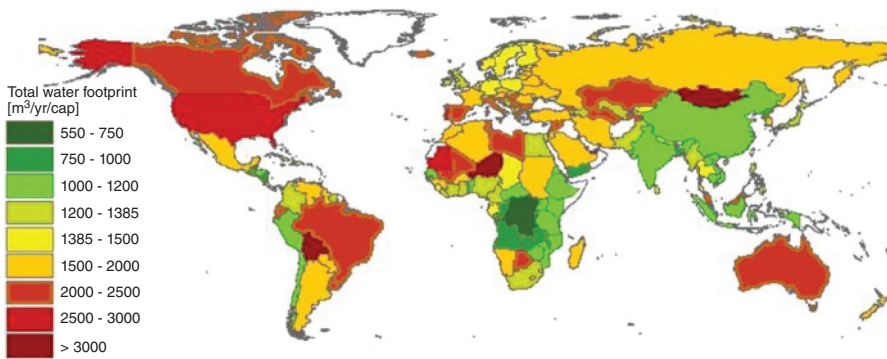 Total water footprint
[m³/yr/cap]
550 - 750
750 - 1000
1000 - 1200
1200 - 1385
1385 - 1500
1500 - 2000
2000 - 2500
2500 - 3000
> 3000